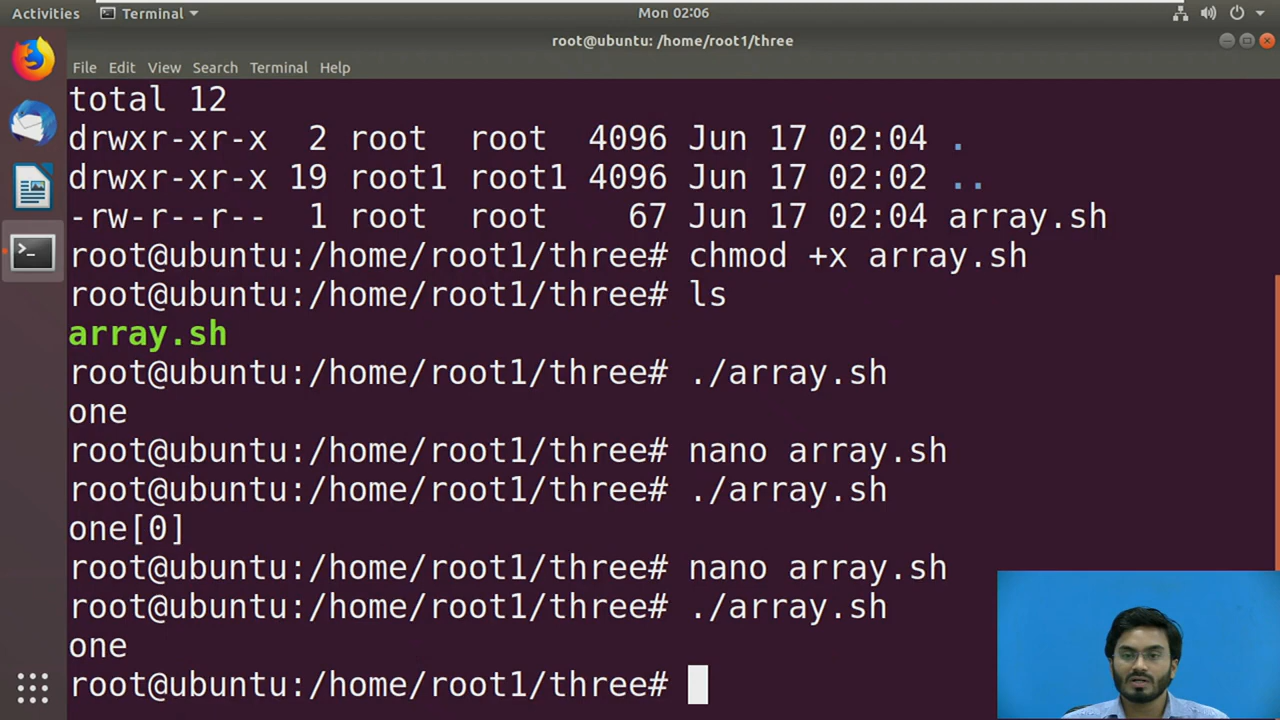 Activities Terminal Mon 02:06
root@ubuntu: /home/root1/three
File Edit View Search Terminal Help
total 12
drwxr-xr-x  2 root  root  4096 Jun 17 02:04 .
drwxr-xr-x 19 root1 root1 4096 Jun 17 02:02 ..
-rw-r--r--  1 root  root    67 Jun 17 02:04 array.sh
root@ubuntu:/home/root1/three# chmod +x array.sh
root@ubuntu:/home/root1/three# ls
array.sh
root@ubuntu:/home/root1/three# ./array.sh
one
root@ubuntu:/home/root1/three# nano array.sh
root@ubuntu:/home/root1/three# ./array.sh
one[0]
root@ubuntu:/home/root1/three# nano array.sh
root@ubuntu:/home/root1/three# ./array.sh
one
root@ubuntu:/home/root1/three#